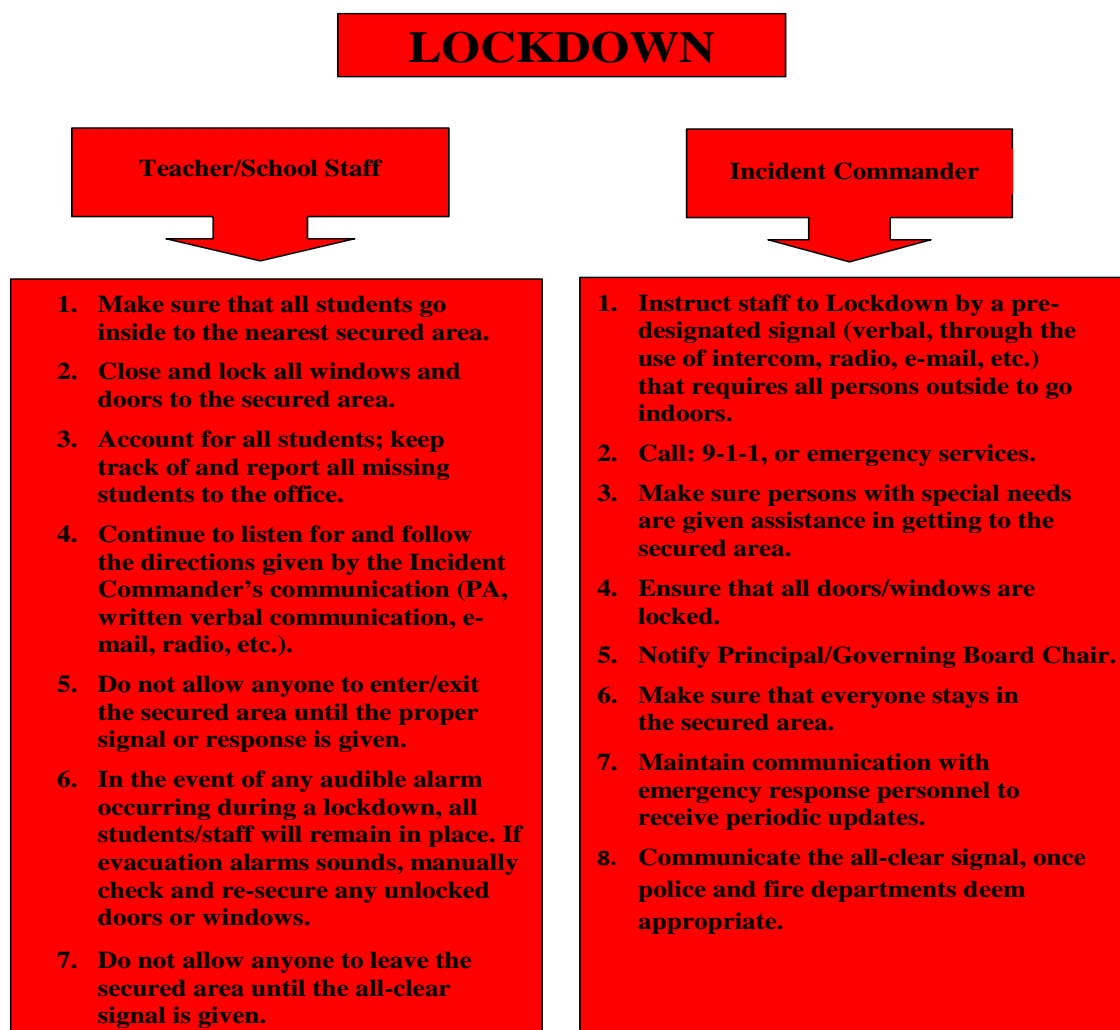 LOCKDOWN
Teacher/School Staff
1. Make sure that all students go
inside to the nearest secured area.
2. Close and lock all windows and
doors to the secured area.
3. Account for all students; keep
track of and report all missing
students to the office.
4. Continue to listen for and follow
the directions given by the Incident
Commander’s communication (PA,
written verbal communication, e-
mail, radio, etc.).
5. Do not allow anyone to enter/exit
the secured area until the proper
signal or response is given.
6. In the event of any audible alarm
occurring during a lockdown, all
students/staff will remain in place. If
evacuation alarms sounds, manually
check and re-secure any unlocked
doors or windows.
7. Do not allow anyone to leave the
secured area until the all-clear
signal is given.
Incident Commander
1. Instruct staff to Lockdown by a pre-
designated signal (verbal, through the
use of intercom, radio, e-mail, etc.)
that requires all persons outside to go
indoors.
2. Call: 9-1-1, or emergency services.
3. Make sure persons with special needs
are given assistance in getting to the
secured area.
4. Ensure that all doors/windows are
locked.
5. Notify Principal/Governing Board Chair.
6. Make sure that everyone stays in
the secured area.
7. Maintain communication with
emergency response personnel to
receive periodic updates.
8. Communicate the all-clear signal, once
police and fire departments deem
appropriate.